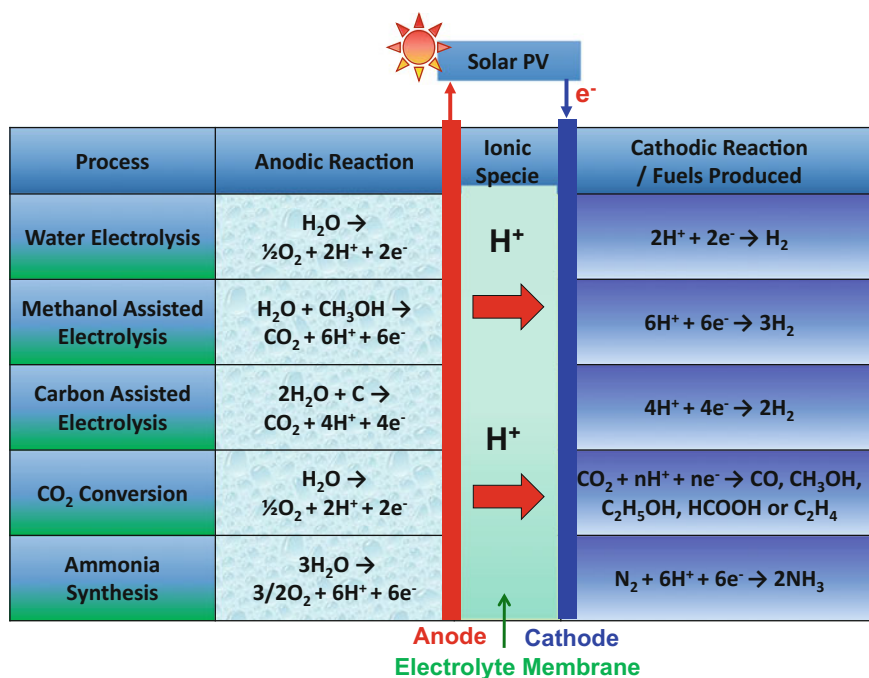 Solar PV
e⁻
Process
Anodic Reaction
Ionic
Specie
Cathodic Reaction
/ Fuels Produced
Water Electrolysis
H₂O →
½O₂ + 2H⁺ + 2e⁻
H⁺
2H⁺ + 2e⁻ → H₂
Methanol Assisted
Electrolysis
H₂O + CH₃OH →
CO₂ + 6H⁺ + 6e⁻
6H⁺ + 6e⁻ → 3H₂
Carbon Assisted
Electrolysis
2H₂O + C →
CO₂ + 4H⁺ + 4e⁻
H⁺
4H⁺ + 4e⁻ → 2H₂
CO₂ Conversion
H₂O →
½O₂ + 2H⁺ + 2e⁻
CO₂ + nH⁺ + ne⁻ → CO, CH₃OH,
C₂H₅OH, HCOOH or C₂H₄
Ammonia
Synthesis
3H₂O →
3/2O₂ + 6H⁺ + 6e⁻
N₂ + 6H⁺ + 6e⁻ → 2NH₃
Anode
Cathode
Electrolyte Membrane